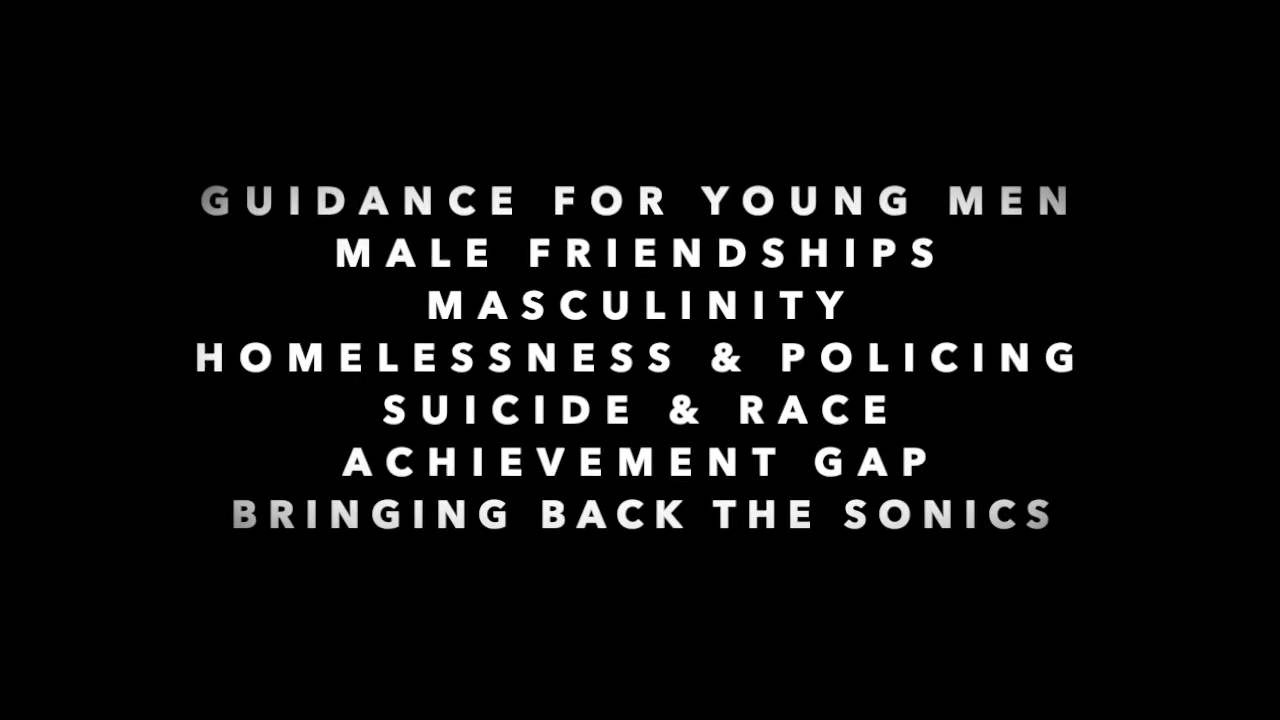 GUIDANCE FOR YOUNG MEN
MALE FRIENDSHIPS
MASCULINITY
HOMELESSNESS & POLICING
SUICIDE & RACE
ACHIEVEMENT GAP
BRINGING BACK THE SONICS